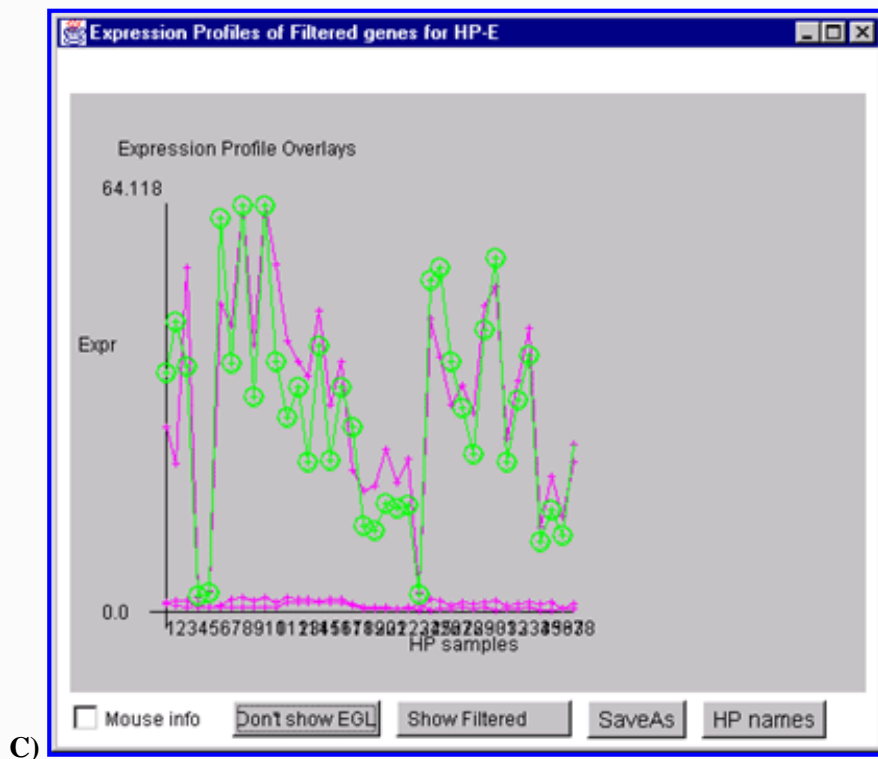 Expression Profiles of Filtered genes for HP-E
Expression Profile Overlays
64.118
Expr
0.0
HP samples
Mouse info
Don't show EGL
Show Filtered
SaveAs
HP names
C)